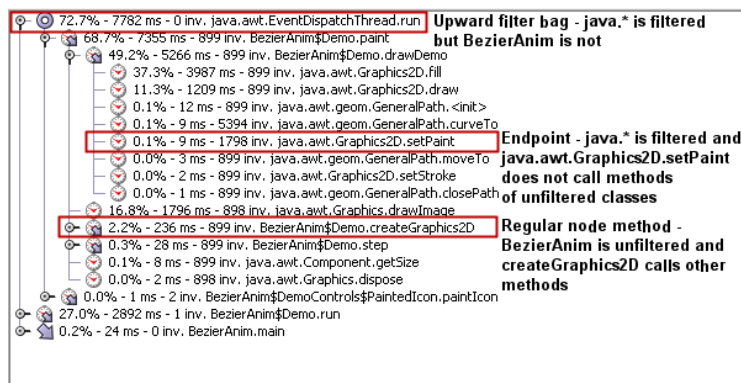 72.7% - 7782 ms - 0 inv. java.awt.EventDispatchThread.run
Upward filter bag - java.* is filtered
but BezierAnim is not
68.7% - 7355 ms - 899 inv. BezierAnim$Demo.paint
49.2% - 5266 ms - 899 inv. BezierAnim$Demo.drawDemo
37.3% - 3987 ms - 899 inv. java.awt.Graphics2D.fill
11.3% - 1209 ms - 899 inv. java.awt.Graphics2D.draw
0.1% - 12 ms - 899 inv. java.awt.geom.GeneralPath.<init>
0.1% - 9 ms - 5394 inv. java.awt.geom.GeneralPath.curveTo
0.1% - 9 ms - 1798 inv. java.awt.Graphics2D.setPaint
0.0% - 3 ms - 899 inv. java.awt.geom.GeneralPath.moveTo
0.0% - 2 ms - 899 inv. java.awt.Graphics2D.setStroke
0.0% - 1 ms - 899 inv. java.awt.geom.GeneralPath.closePath
Endpoint - java.* is filtered and
java.awt.Graphics2D.setPaint
does not call methods
of unfiltered classes
16.8% - 1796 ms - 898 inv. java.awt.Graphics.drawImage
2.2% - 236 ms - 899 inv. BezierAnim$Demo.createGraphics2D
0.3% - 28 ms - 899 inv. BezierAnim$Demo.step
0.1% - 8 ms - 899 inv. java.awt.Component.getSize
0.0% - 2 ms - 898 inv. java.awt.Graphics.dispose
Regular node method -
BezierAnim is unfiltered and
createGraphics2D calls other
methods
0.0% - 1 ms - 2 inv. BezierAnim$DemoControls$PaintedIcon.paintIcon
27.0% - 2892 ms - 1 inv. BezierAnim$Demo.run
0.2% - 24 ms - 0 inv. BezierAnim.main